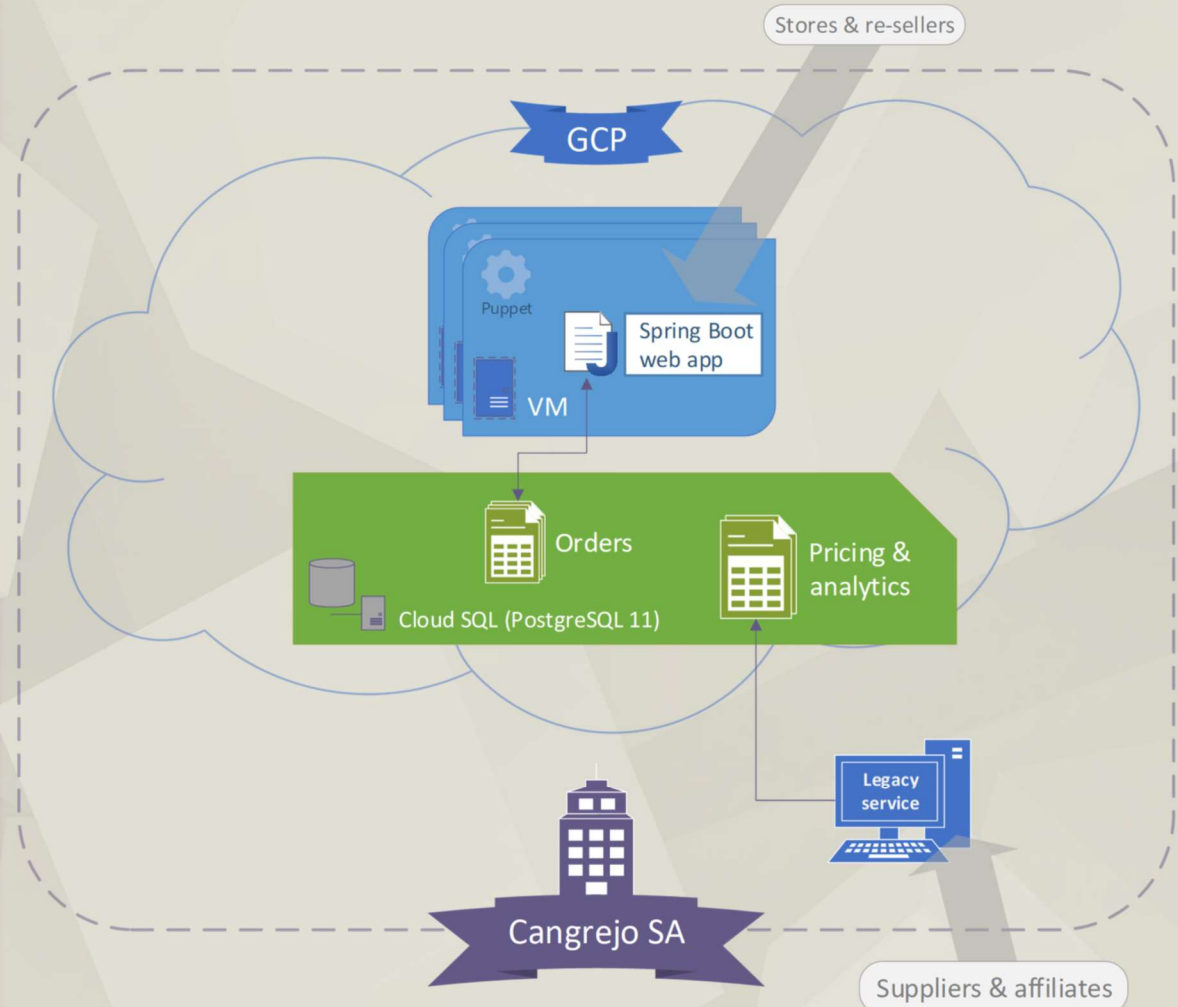 Stores & re-sellers
GCP
Puppet
Spring Boot
web app
VM
Orders
Pricing &
analytics
Cloud SQL (PostgreSQL 11)
Legacy
service
Cangrejo SA
Suppliers & affiliates